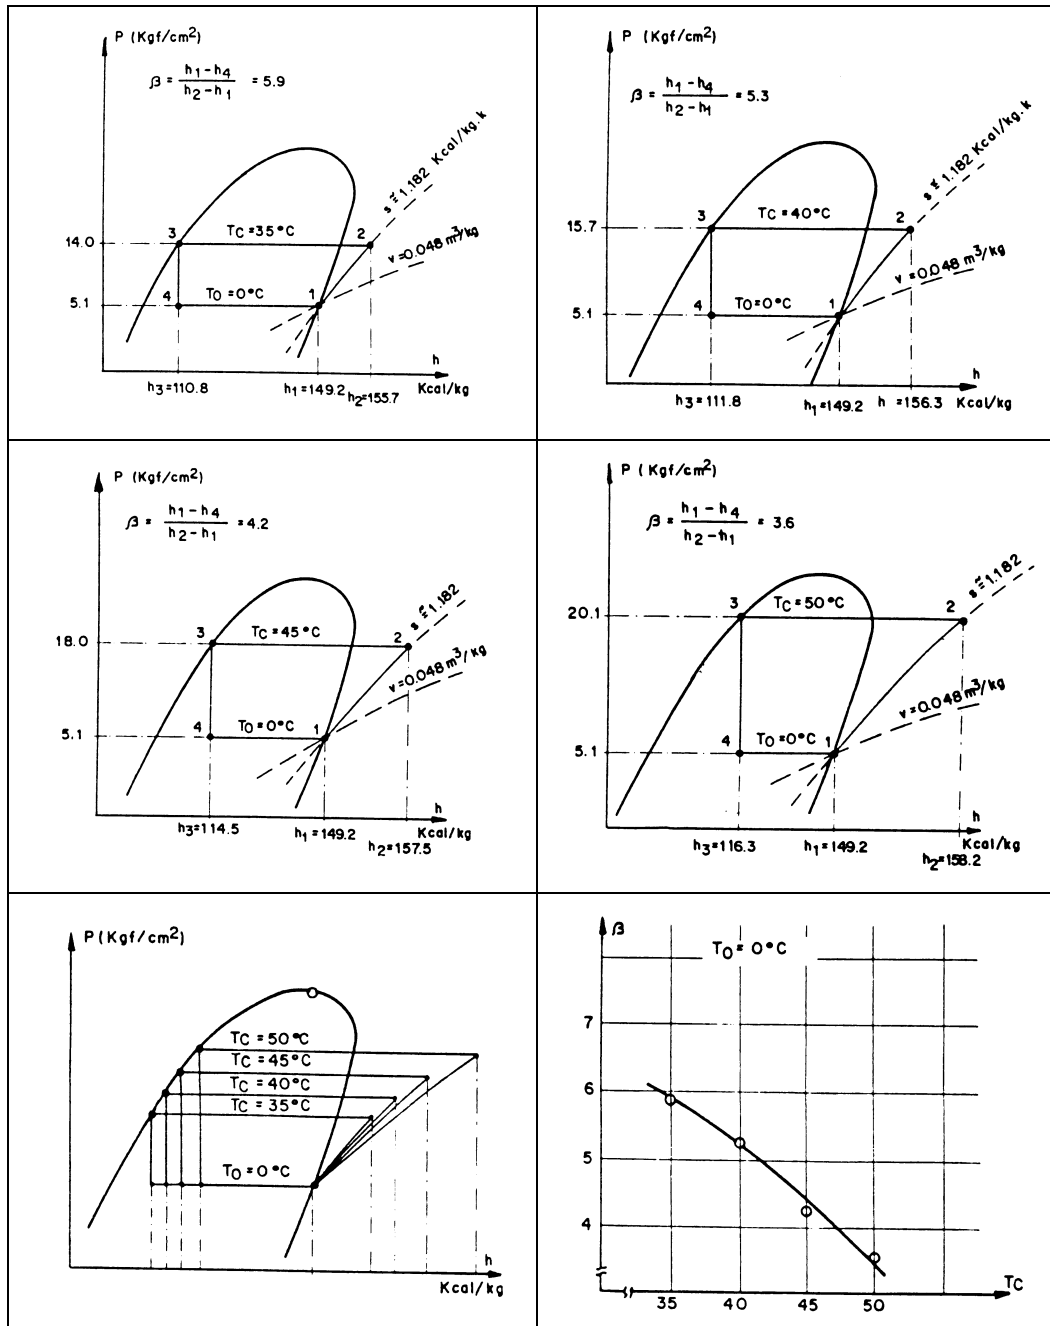 P (Kgf/cm²)
β = h₁-h₄ / h₂-h₁ = 5.9
s ≅ 1.182 Kcal/kg.k
3 Tc = 35°C 2
14.0
v = 0.048 m³/kg
4 To = 0°C 1
5.1
h
h₃=110.8 h₁=149.2 h₂=155.7 Kcal/kg
P (Kgf/cm²)
β = h₁-h₄ / h₂-h₁ = 5.3
s ≅ 1.182 Kcal/kg.k
3 Tc = 40°C 2
15.7
v = 0.048 m³/kg
4 To = 0°C 1
5.1
h
h₃=111.8 h₁=149.2 h =156.3 Kcal/kg
P (Kgf/cm²)
β = h₁-h₄ / h₂-h₁ = 4.2
s ≅ 1.182
3 Tc = 45°C 2
18.0
v = 0.048 m³/kg
4 To = 0°C 1
5.1
h
h₃=114.5 h₁=149.2 h₂=157.5 Kcal/kg
P (Kgf/cm²)
β = h₁-h₄ / h₂-h₁ = 3.6
s ≅ 1.182
3 Tc = 50°C 2
20.1
v = 0.048 m³/kg
4 To = 0°C 1
5.1
h
h₃=116.3 h₁=149.2 h₂=158.2 Kcal/kg
P (Kgf/cm²)
Tc = 50°C
Tc = 45°C
Tc = 40°C
Tc = 35°C
To = 0°C
h
Kcal/kg
β
To = 0°C
7
6
5
4
35 40 45 50 Tc